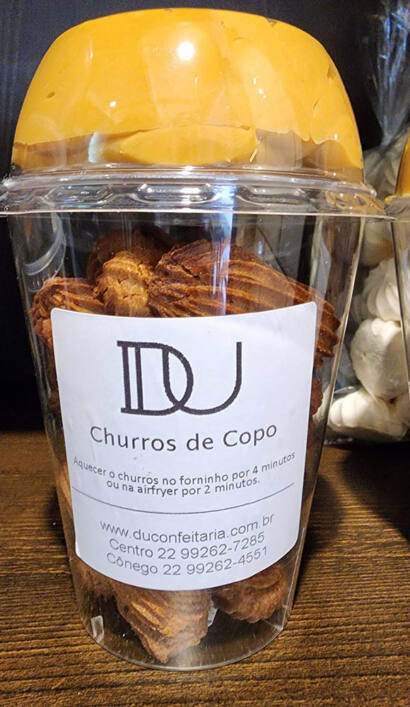 DU
Churros de Copo
Aquecer o churros no forninho por 4 minutos
ou na airfryer por 2 minutos.
www.duconfeitaria.com.br
Centro 22 99262-7285
Cônego 22 99262-4551